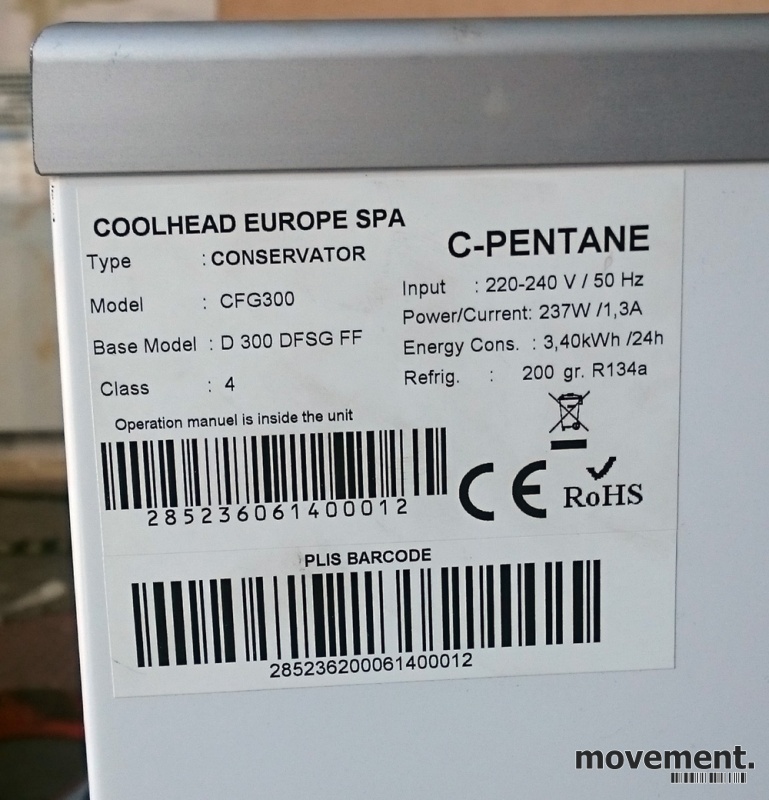 COOLHEAD EUROPE SPA
Type : CONSERVATOR
Model : CFG300
Base Model : D 300 DFSG FF
Class : 4
Operation manuel is inside the unit
C-PENTANE
Input : 220-240 V / 50 Hz
Power/Current: 237W /1,3A
Energy Cons. : 3,40kWh /24h
Refrig. : 200 gr. R134a
285236061400012
CE
RoHS
PLIS BARCODE
285236200061400012
movement.